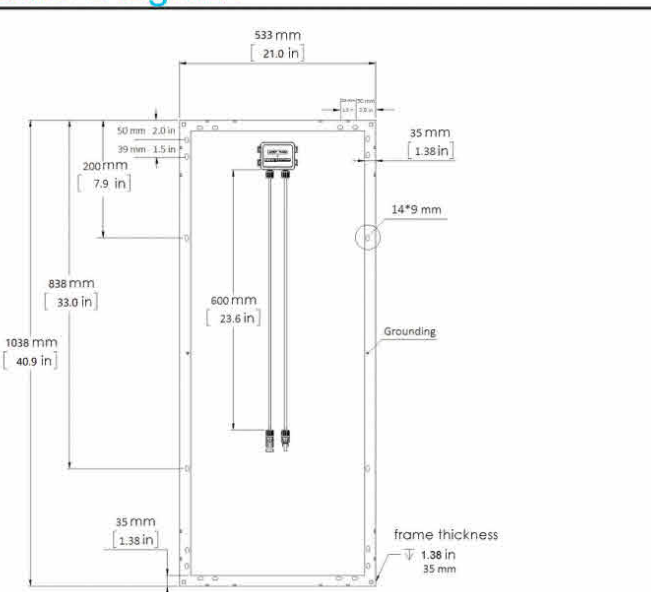 533 mm
[ 21.0 in ]
50 mm 2.0 in
39 mm 1.5 in
35 mm
[ 1.38 in ]
200 mm
[ 7.9 in ]
14*9 mm
838 mm
[ 33.0 in ]
600 mm
[ 23.6 in ]
Grounding
1038 mm
[ 40.9 in ]
35 mm
[ 1.38 in ]
frame thickness
1.38 in
35 mm